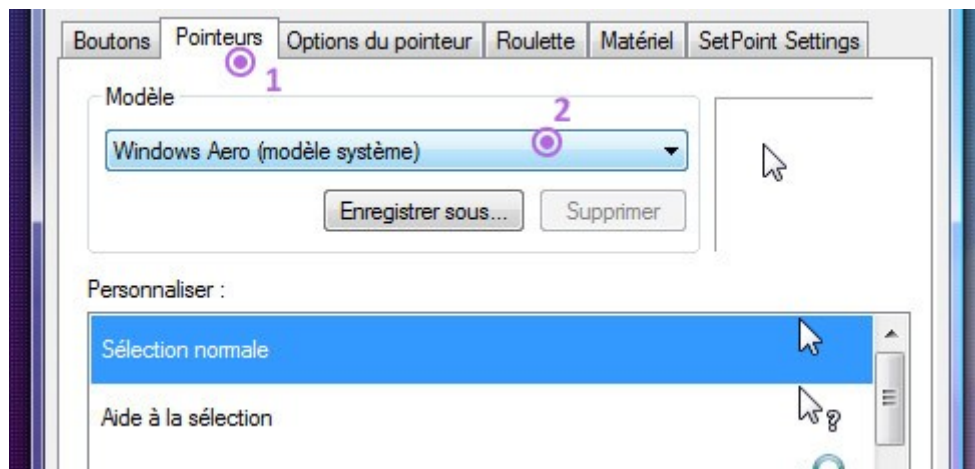 Boutons Pointeurs Options du pointeur Roulette Matériel SetPoint Settings
1
Modèle
2
Windows Aero (modèle système)
Enregistrer sous... Supprimer
Personnaliser :
Sélection normale
Aide à la sélection